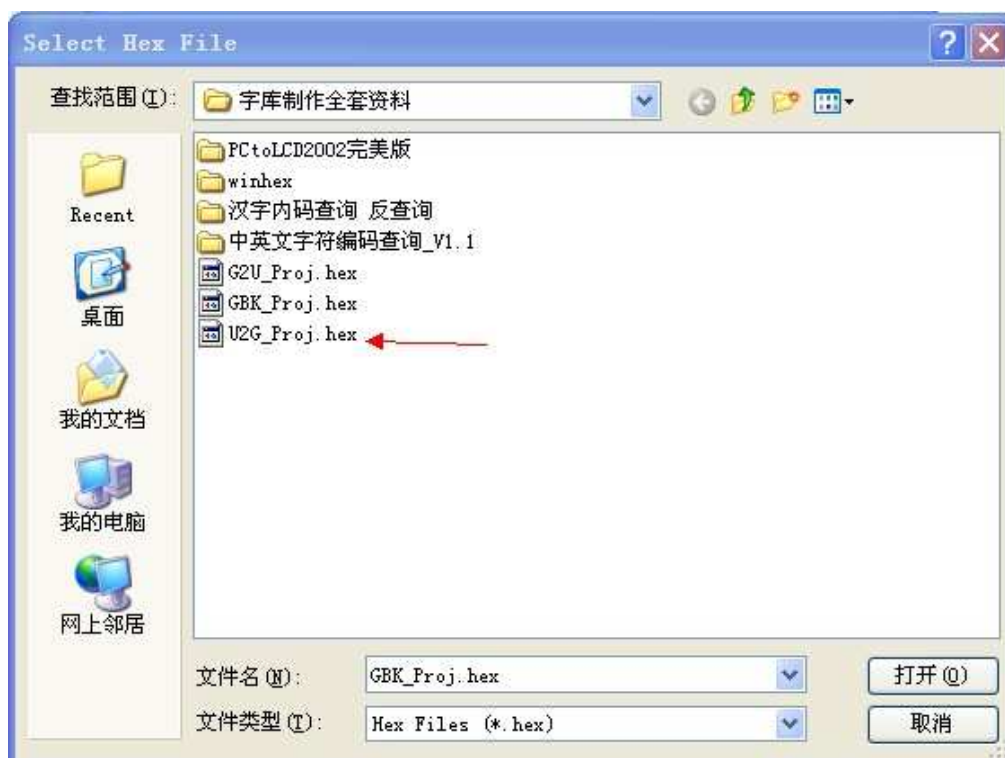 Select Hex File
查找范围(I):
字库制作全套资料
PCtoLCD2002完美版
winhex
汉字内码查询 反查询
中英文字符编码查询_V1.1
G2U_Proj.hex
GBK_Proj.hex
U2G_Proj.hex
Recent
桌面
我的文档
我的电脑
网上邻居
文件名(N):
GBK_Proj.hex
打开(O)
文件类型(T):
Hex Files (*.hex)
取消